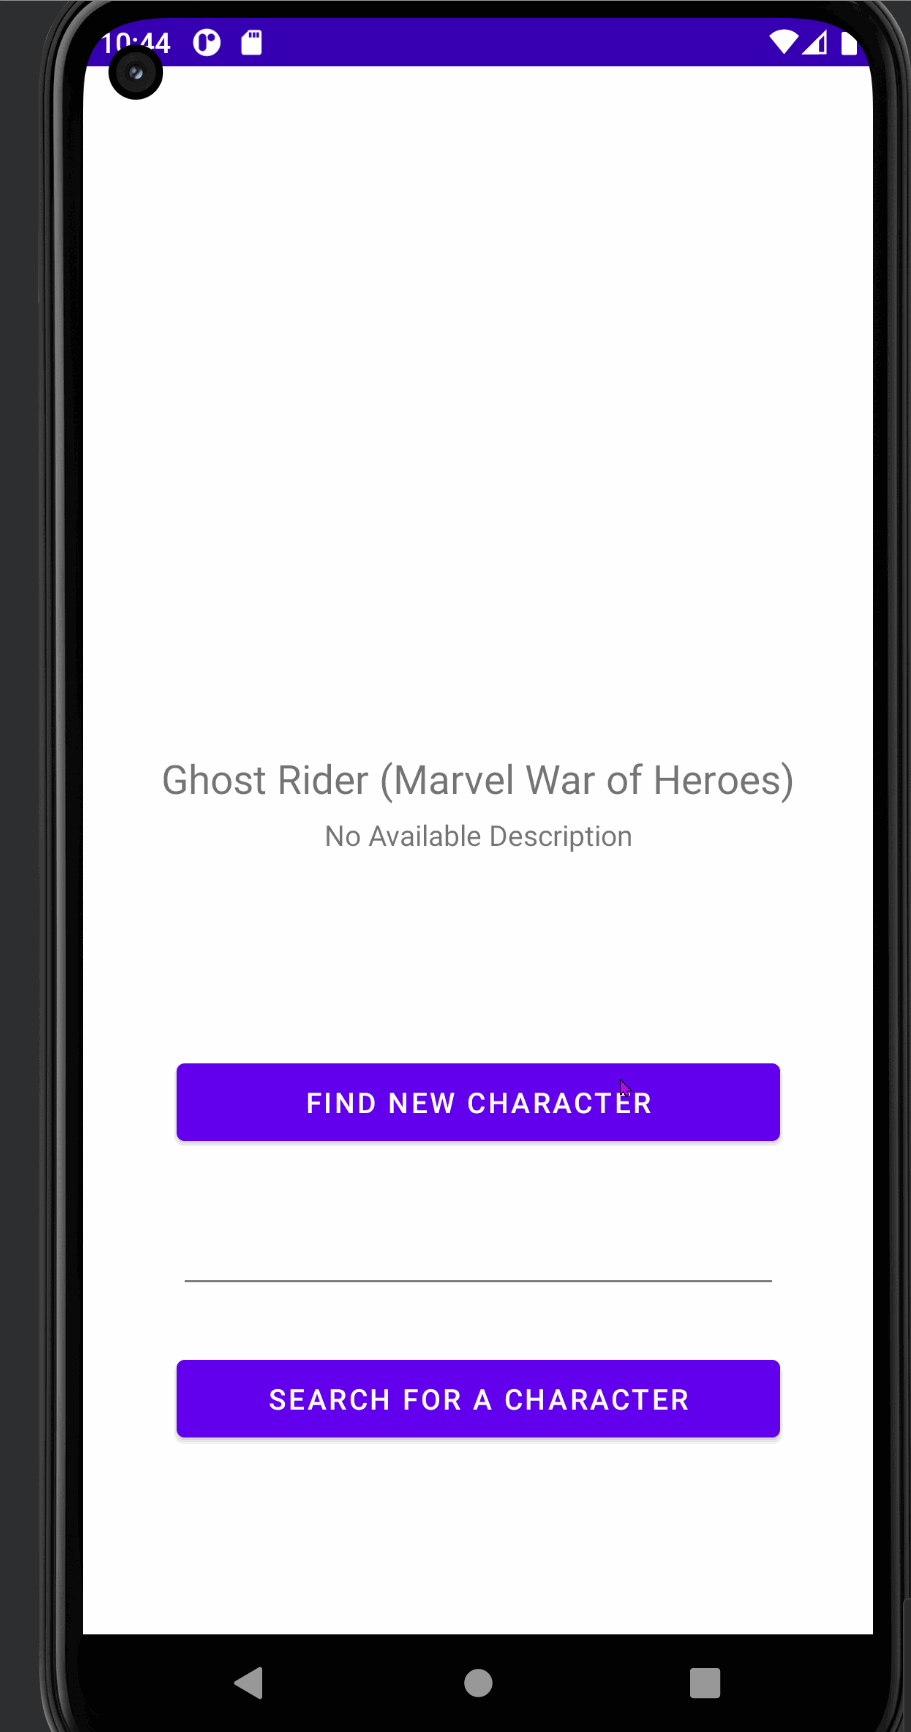 10:44
Ghost Rider (Marvel War of Heroes)
No Available Description
FIND NEW CHARACTER
SEARCH FOR A CHARACTER